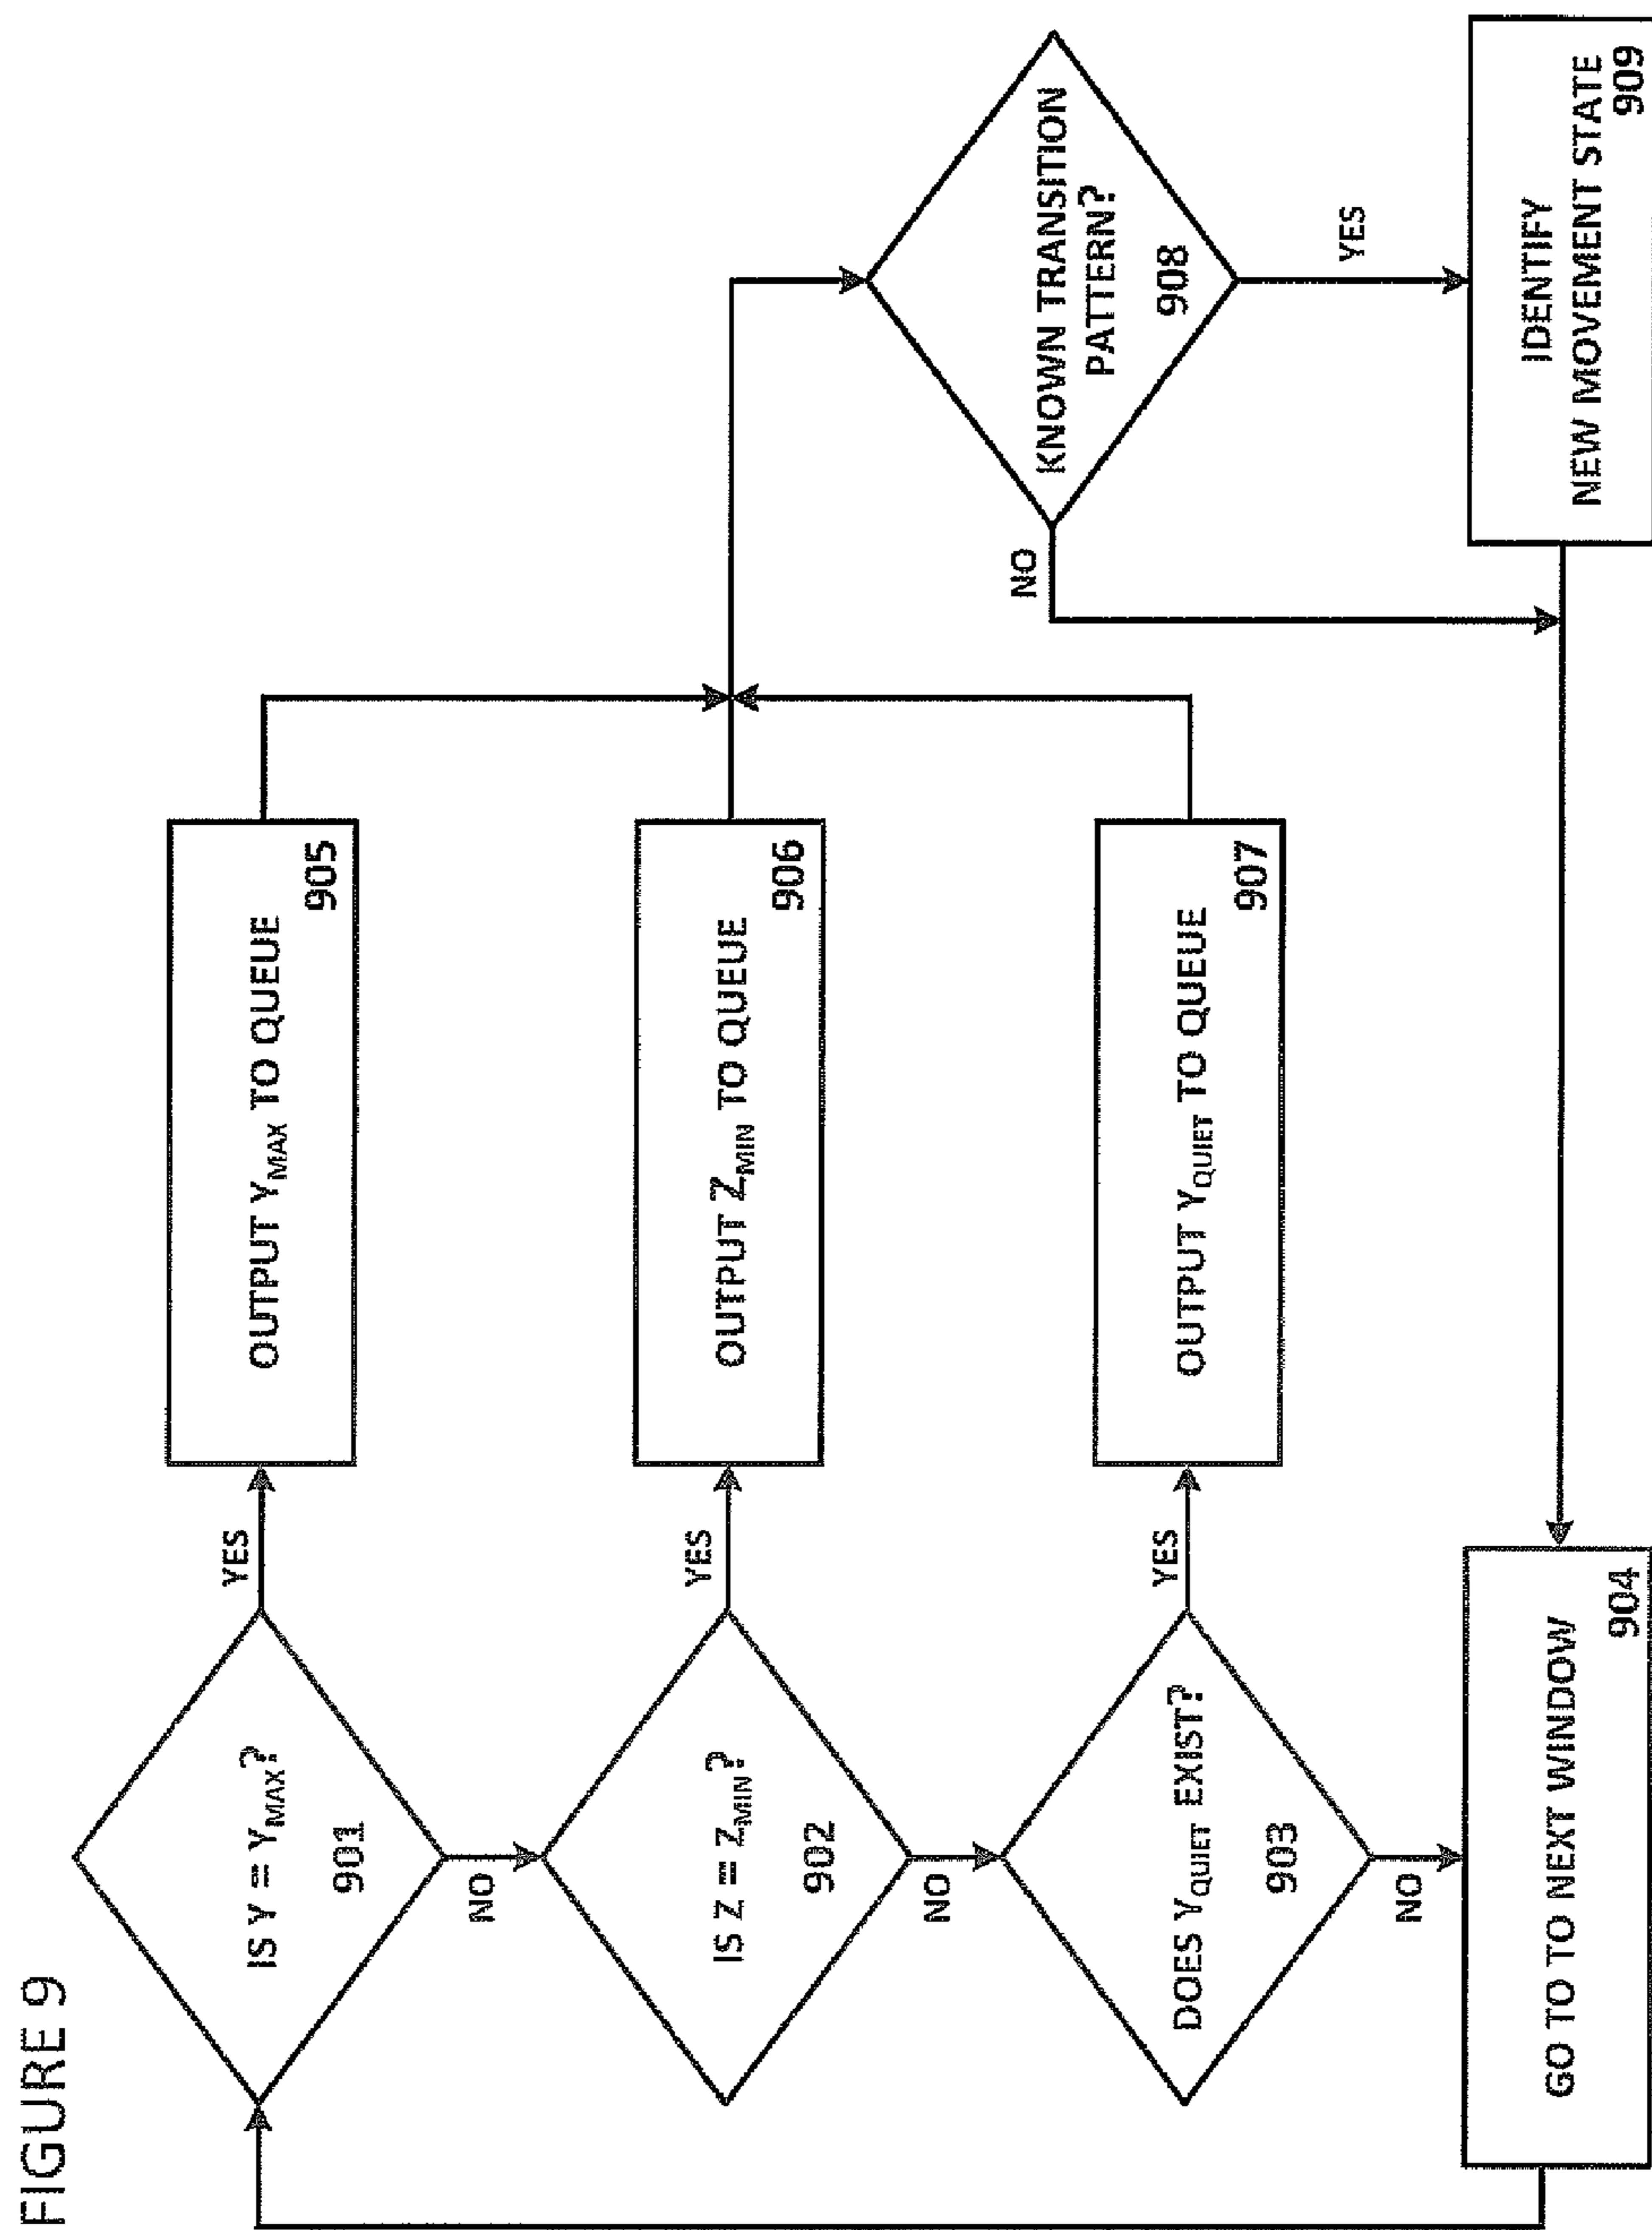 FIGURE 9
IS Y = YMAX?
901
YES
OUTPUT YMAX TO QUEUE
905
NO
IS Z = ZMIN?
902
YES
OUTPUT ZMIN TO QUEUE
906
NO
DOES YQUIET EXIST?
903
YES
OUTPUT YQUIET TO QUEUE
907
NO
GO TO TO NEXT WINDOW
904
KNOWN TRANSITION
PATTERN?
908
NO
YES
IDENTIFY
NEW MOVEMENT STATE
909